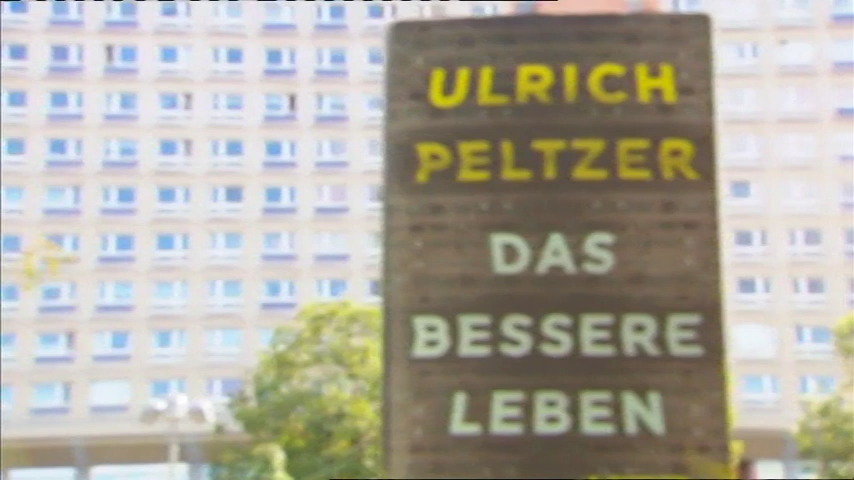 ULRICH
PELTZER
DAS
BESSERE
LEBEN